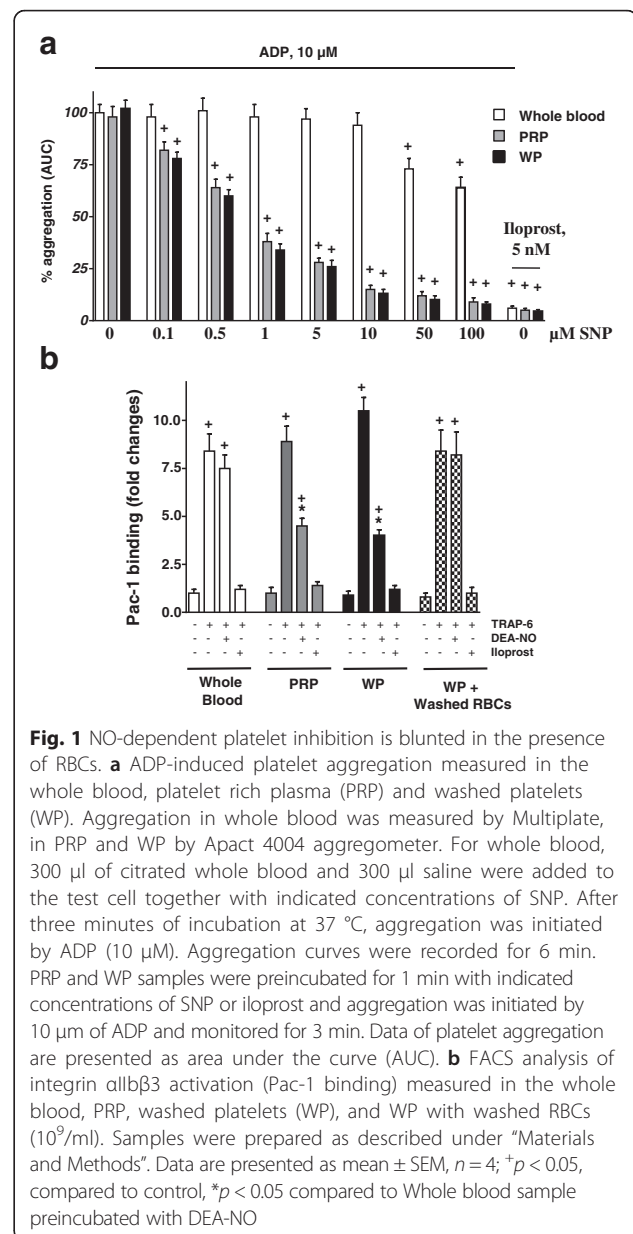 a
ADP, 10 µM
% aggregation (AUC)
100
75
50
25
0
Whole blood
PRP
WP
+ + + + + + + + + + + + + + + +
Iloprost,
5 nM
+ + +
0 0.1 0.5 1 5 10 50 100 0 µM SNP
b
Pac-1 binding (fold changes)
10.0
7.5
5.0
2.5
0.0
+ + + + * + + * + +
- + + + - + + + - + + + - + + + TRAP-6
- - + - - - + - - - + - - - + - DEA-NO
- - - + - - - + - - - + - - - + Iloprost
Whole
Blood
PRP
WP
WP +
Washed RBCs
Fig. 1 NO-dependent platelet inhibition is blunted in the presence
of RBCs. a ADP-induced platelet aggregation measured in the
whole blood, platelet rich plasma (PRP) and washed platelets
(WP). Aggregation in whole blood was measured by Multiplate,
in PRP and WP by Apact 4004 aggregometer. For whole blood,
300 µl of citrated whole blood and 300 µl saline were added to
the test cell together with indicated concentrations of SNP. After
three minutes of incubation at 37 °C, aggregation was initiated
by ADP (10 µM). Aggregation curves were recorded for 6 min.
PRP and WP samples were preincubated for 1 min with indicated
concentrations of SNP or iloprost and aggregation was initiated by
10 µm of ADP and monitored for 3 min. Data of platelet aggregation
are presented as area under the curve (AUC). b FACS analysis of
integrin αIIbβ3 activation (Pac-1 binding) measured in the whole
blood, PRP, washed platelets (WP), and WP with washed RBCs
(10⁹/ml). Samples were prepared as described under “Materials
and Methods”. Data are presented as mean ± SEM, n = 4; ⁺p < 0.05,
compared to control, *p < 0.05 compared to Whole blood sample
preincubated with DEA-NO